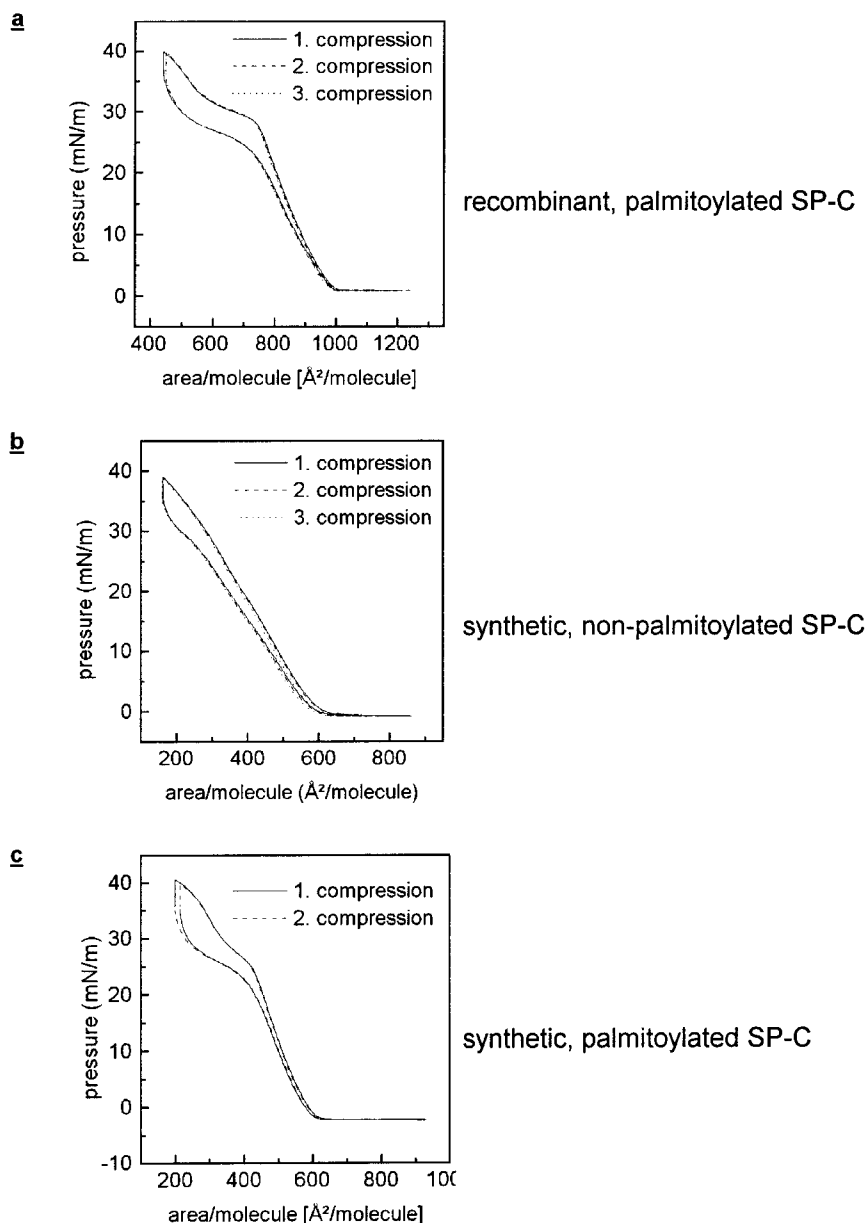 a
40
30
20
10
0
pressure (mN/m)
1. compression
2. compression
3. compression
400 600 800 1000 1200
area/molecule [Å²/molecule]
recombinant, palmitoylated SP-C
b
40
30
20
10
0
pressure (mN/m)
1. compression
2. compression
3. compression
200 400 600 800
area/molecule (Å²/molecule)
synthetic, non-palmitoylated SP-C
c
40
30
20
10
0
-10
pressure (mN/m)
1. compression
2. compression
200 400 600 800
area/molecule [Å²/molecule]
synthetic, palmitoylated SP-C